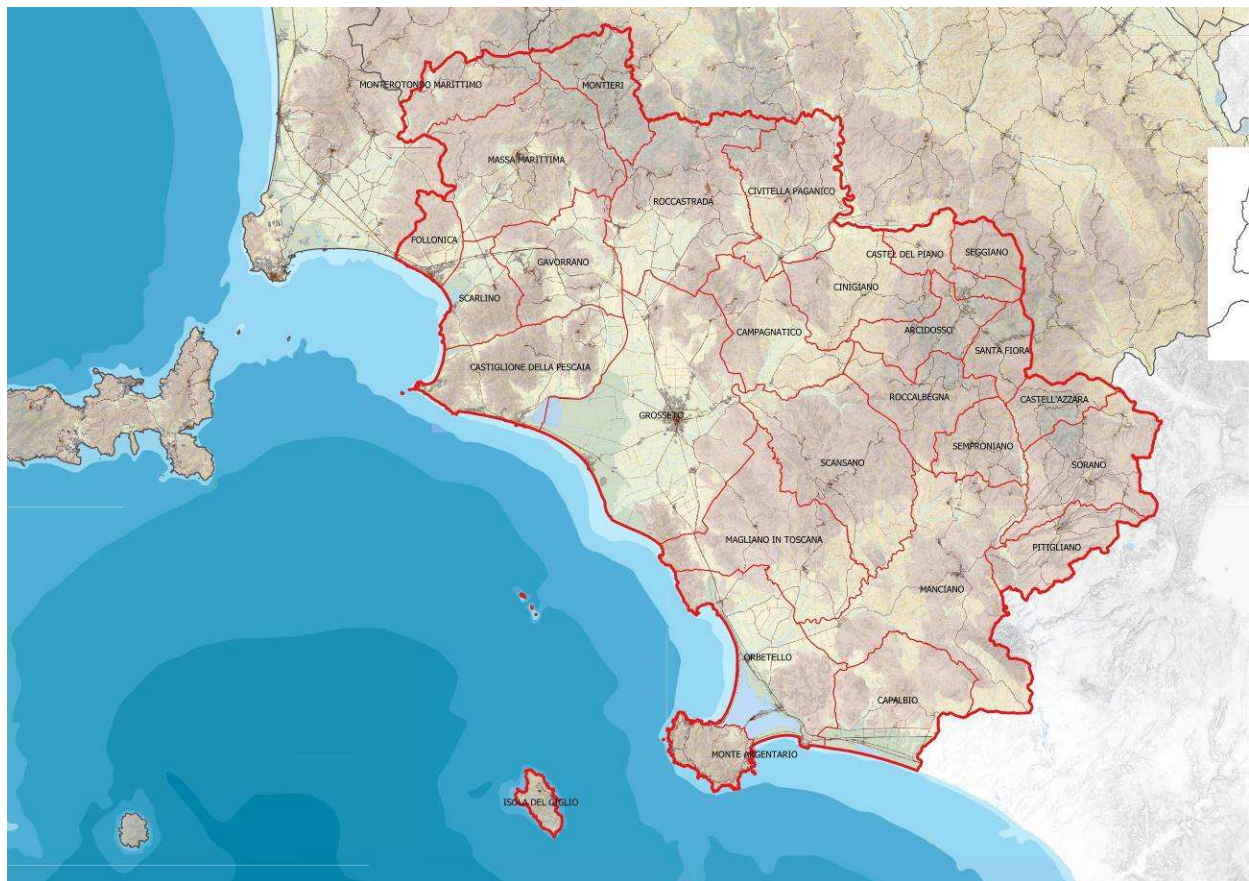 MONTEROTONDO MARITTIMO
MONTIERI
MASSA MARITTIMA
CIVITELLA PAGANICO
ROCCASTRADA
FOLLONICA
CASTEL DEL PIANO
SEGGIANO
GAVORRANO
CINIGIANO
SCARLINO
CAMPAGNATICO
ARCIDOSSO
SANTA FIORA
CASTIGLIONE DELLA PESCAIA
ROCCALBEGNA
CASTELL'AZZARA
GROSSETO
SEMPRONIANO
SCANSANO
SORANO
MAGLIANO IN TOSCANA
PITIGLIANO
MANCIANO
ORBETELLO
CAPALBIO
MONTE ARGENTARIO
ISOLA DEL GIGLIO